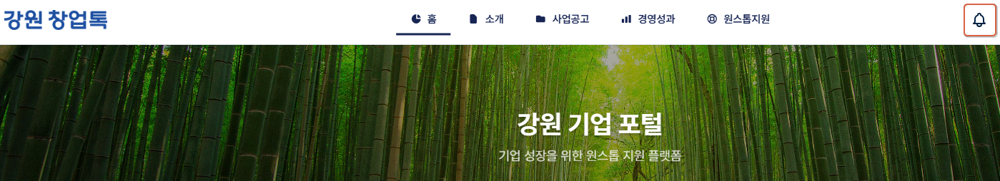 강원 창업톡
홈 소개 사업공고 경영성과 원스톱지원
강원 기업 포털
기업 성장을 위한 원스톱 지원 플랫폼